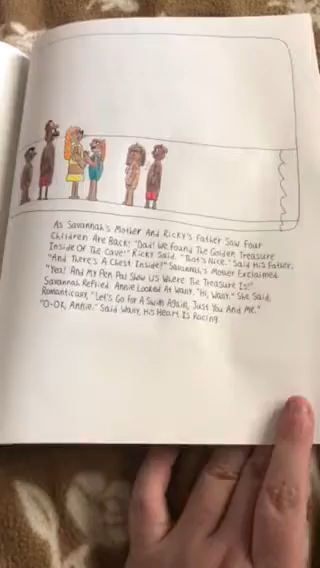 As Savannah's Mother And Ricky's Father Saw Four
Children Are Back! "Dad! We Found The Golden Treasure
Inside Of The Cave!" Ricky Said. "That's Nice." Said His Father.
"And There's A Chest Inside?" Savannah's Mother Exclaimed.
"Yea! And My Pen Pal Show Us Where The Treasure Is!"
Savannah Replied. Annie Looked At Wally. "Hi, Wally." She Said,
Romantically, "Let's Go For A Swim Again, Just You And Me."
"O-Ok, Annie." Said Wally, His Heart Is Racing.